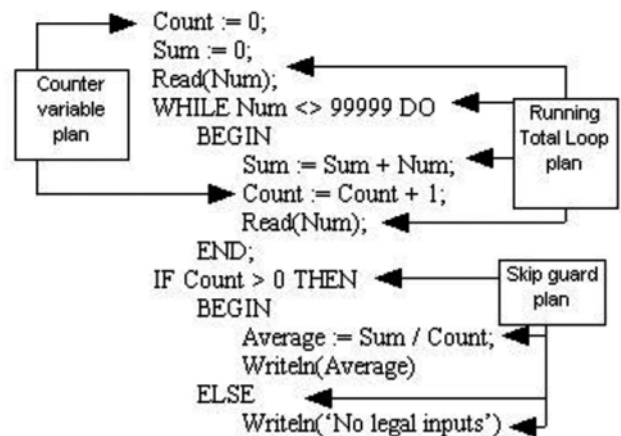 Count := 0;
Sum := 0;
Read(Num);
WHILE Num <> 99999 DO
BEGIN
Sum := Sum + Num;
Count := Count + 1;
Read(Num);
END;
IF Count > 0 THEN
BEGIN
Average := Sum / Count;
Writeln(Average)
ELSE
Writeln(‘No legal inputs’)
Counter
variable
plan
Running
Total Loop
plan
Skip guard
plan